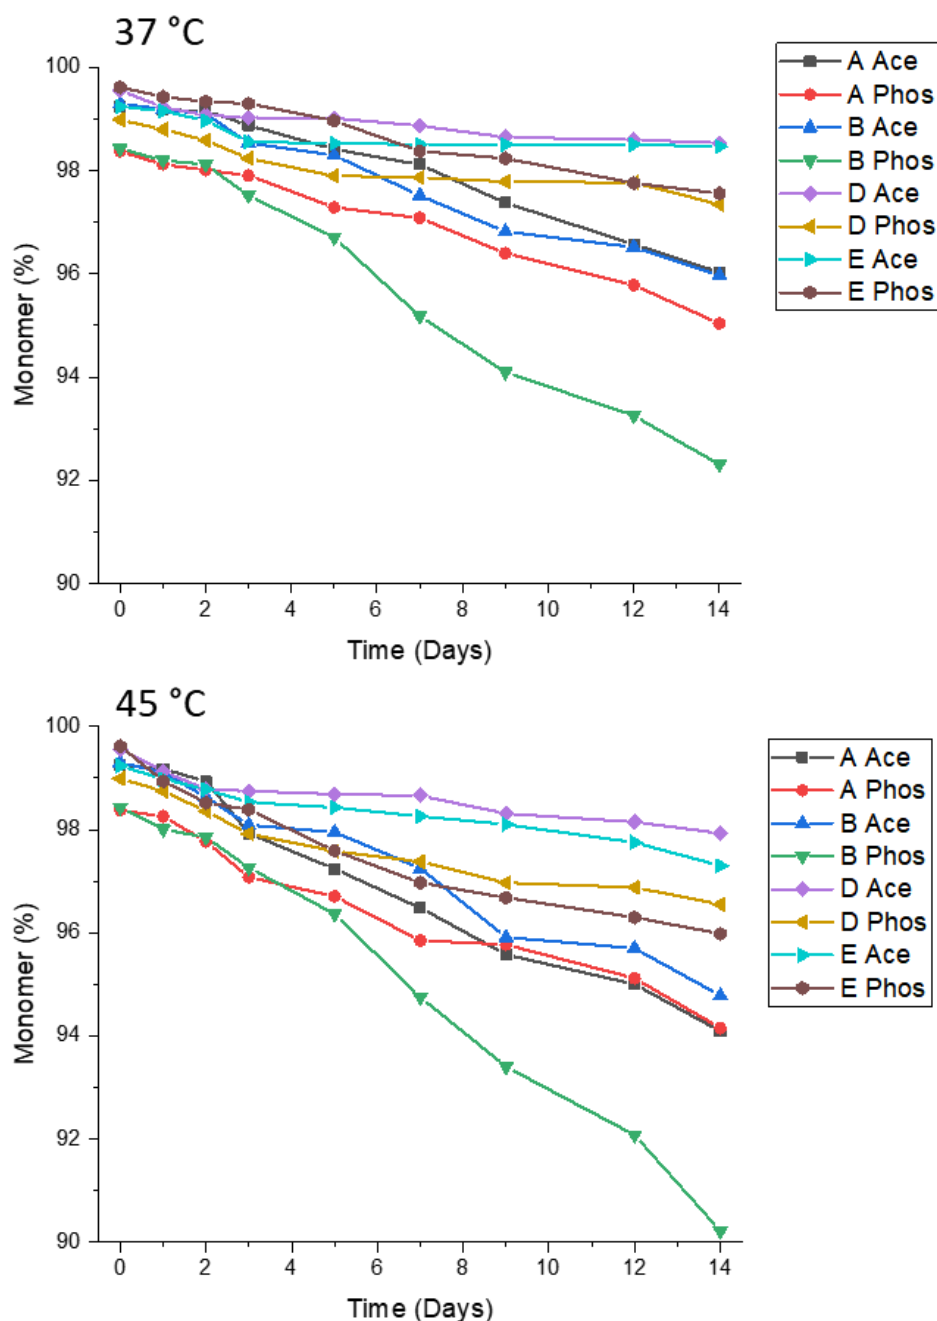 37 °C
100
98
96
94
92
90
Monomer (%)
0 2 4 6 8 10 12 14
Time (Days)
A Ace
A Phos
B Ace
B Phos
D Ace
D Phos
E Ace
E Phos
45 °C
100
98
96
94
92
90
Monomer (%)
0 2 4 6 8 10 12 14
Time (Days)
A Ace
A Phos
B Ace
B Phos
D Ace
D Phos
E Ace
E Phos